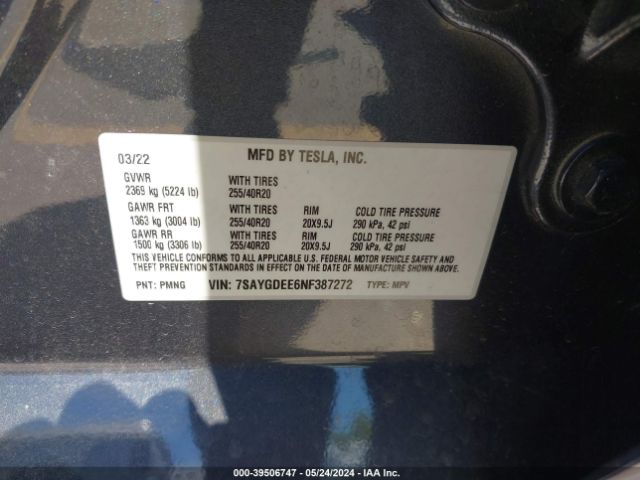 03/22 MFD BY TESLA, INC.
GVWR WITH TIRES
2369 kg (5224 lb) 255/40R20
GAWR FRT WITH TIRES RIM COLD TIRE PRESSURE
1363 kg (3004 lb) 255/40R20 20X9.5J 290 kPa, 42 psi
GAWR RR WITH TIRES RIM COLD TIRE PRESSURE
1500 kg (3306 lb) 255/40R20 20X9.5J 290 kPa, 42 psi
THIS VEHICLE CONFORMS TO ALL APPLICABLE U.S. FEDERAL MOTOR VEHICLE SAFETY AND
THEFT PREVENTION STANDARDS IN EFFECT ON THE DATE OF MANUFACTURE SHOWN ABOVE.
PNT: PMNG VIN: 7SAYGDEE6NF387272 TYPE: MPV
000-39506747 - 05/24/2024 - IAA Inc.